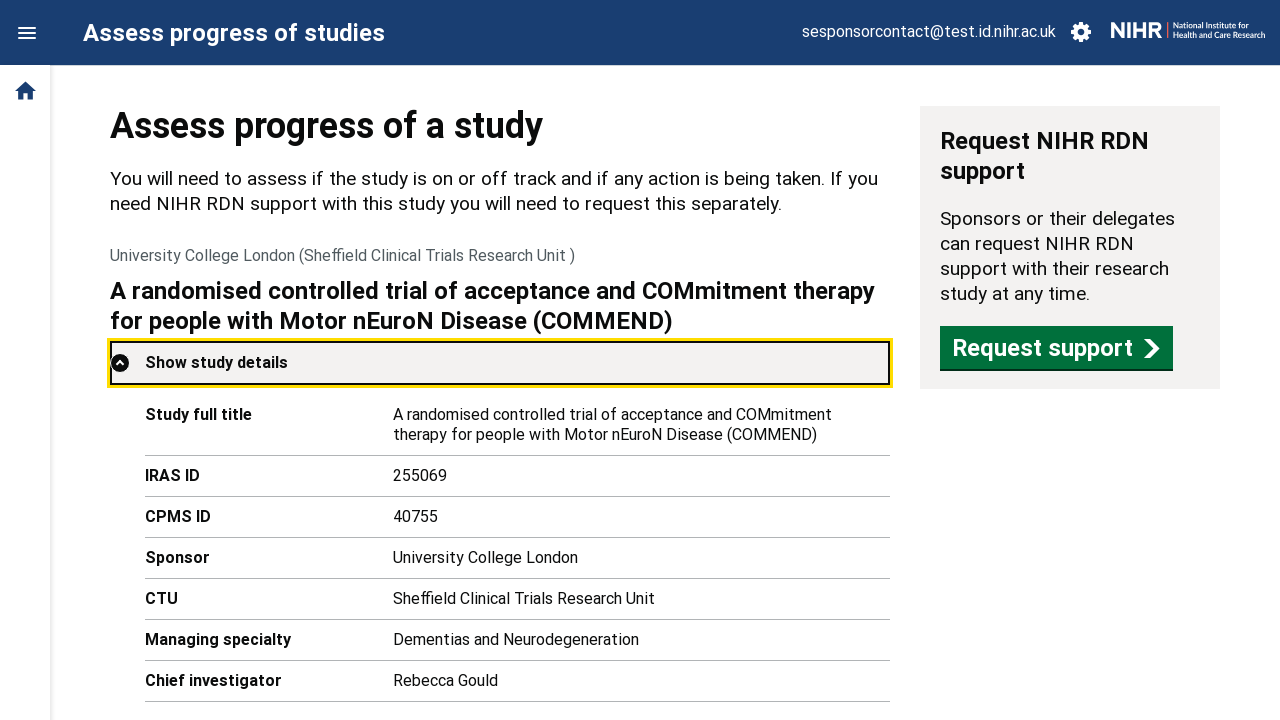 Assess progress of studies
sesponsorcontact@test.id.nihr.ac.uk
NIHR | National Institute for
Health and Care Research
Assess progress of a study
You will need to assess if the study is on or off track and if any action is being taken. If you
need NIHR RDN support with this study you will need to request this separately.
University College London (Sheffield Clinical Trials Research Unit )
A randomised controlled trial of acceptance and COMmitment therapy
for people with Motor nEuroN Disease (COMMEND)
Show study details
Study full title
A randomised controlled trial of acceptance and COMmitment
therapy for people with Motor nEuroN Disease (COMMEND)
IRAS ID
255069
CPMS ID
40755
Sponsor
University College London
CTU
Sheffield Clinical Trials Research Unit
Managing specialty
Dementias and Neurodegeneration
Chief investigator
Rebecca Gould
Request NIHR RDN
support
Sponsors or their delegates
can request NIHR RDN
support with their research
study at any time.
Request support